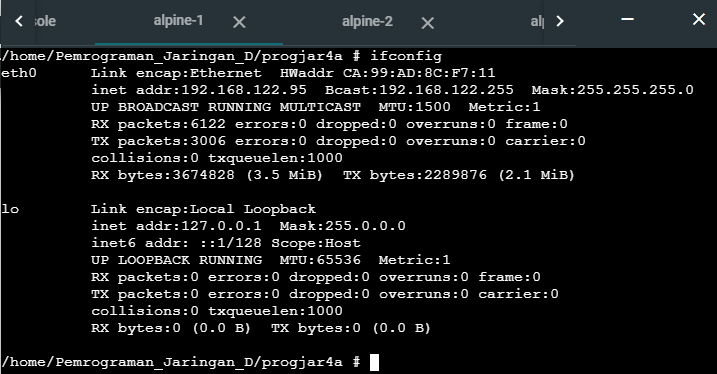 sole alpine-1 alpine-2 alp
/home/Pemrograman_Jaringan_D/progjar4a # ifconfig
eth0 Link encap:Ethernet HWaddr CA:99:AD:8C:F7:11
inet addr:192.168.122.95 Bcast:192.168.122.255 Mask:255.255.255.0
UP BROADCAST RUNNING MULTICAST MTU:1500 Metric:1
RX packets:6122 errors:0 dropped:0 overruns:0 frame:0
TX packets:3006 errors:0 dropped:0 overruns:0 carrier:0
collisions:0 txqueuelen:1000
RX bytes:3674828 (3.5 MiB) TX bytes:2289876 (2.1 MiB)
lo Link encap:Local Loopback
inet addr:127.0.0.1 Mask:255.0.0.0
inet6 addr: ::1/128 Scope:Host
UP LOOPBACK RUNNING MTU:65536 Metric:1
RX packets:0 errors:0 dropped:0 overruns:0 frame:0
TX packets:0 errors:0 dropped:0 overruns:0 carrier:0
collisions:0 txqueuelen:1000
RX bytes:0 (0.0 B) TX bytes:0 (0.0 B)
/home/Pemrograman_Jaringan_D/progjar4a #